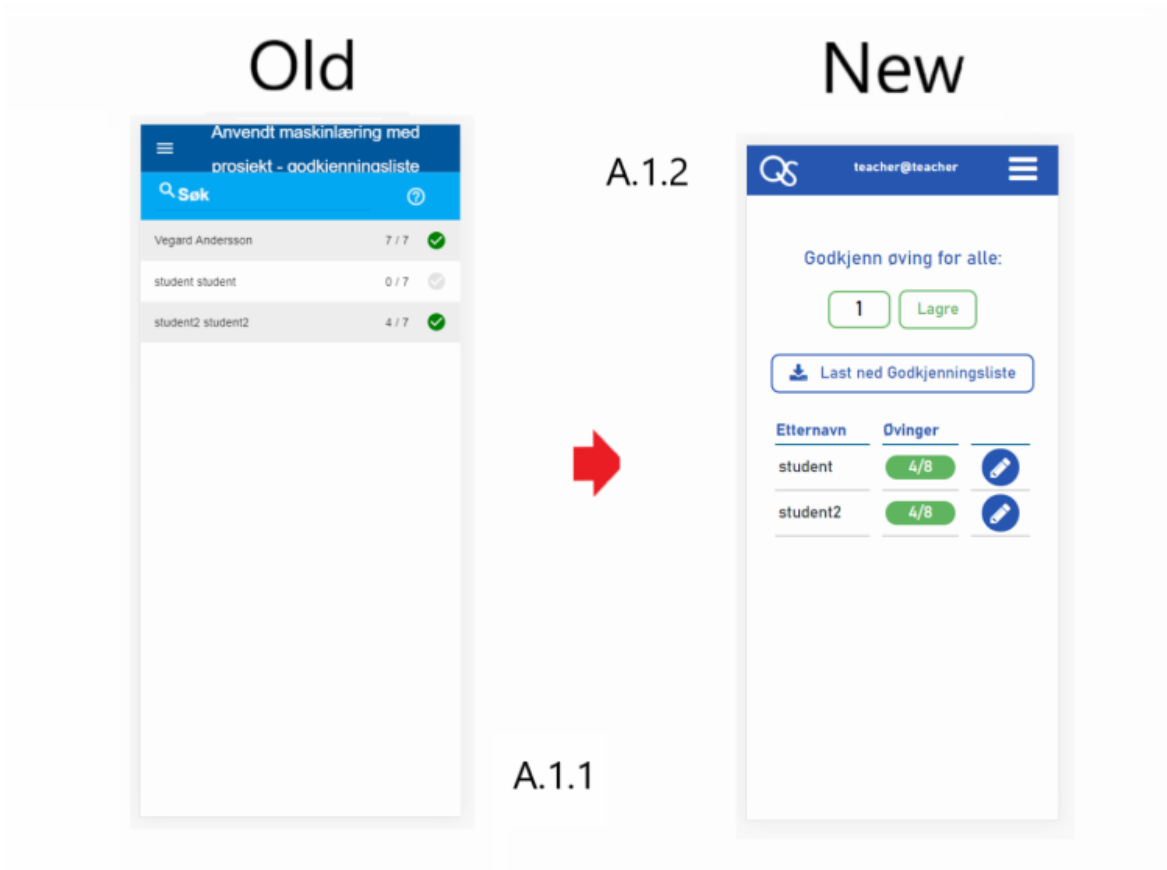 Old
New
Anvendt maskinlæring med
prosjekt - godkjenningsliste
Søk
Vegard Andersson 7 / 7
student student 0 / 7
student2 student2 4 / 7
A.1.1
A.1.2
QS teacher@teacher
Godkjenn øving for alle:
1 Lagre
Last ned Godkjenningsliste
Etternavn Øvinger
student 4/8
student2 4/8